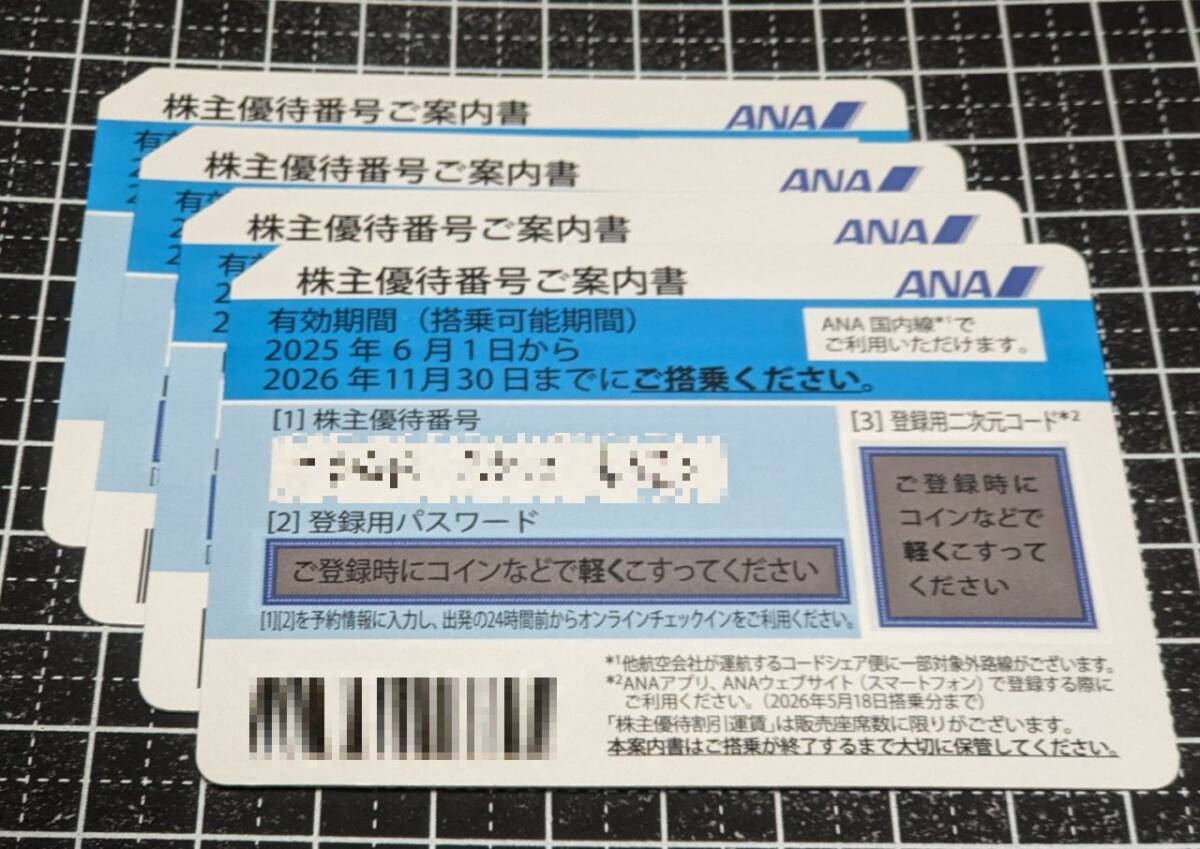 株主優待番号ご案内書 ANA
有
2
2
株主優待番号ご案内書 ANA
有効
2
2
株主優待番号ご案内書 ANA
有
2
2
株主優待番号ご案内書 ANA
有効期間（搭乗可能期間）
2025年6月1日から
2026年11月30日までにご搭乗ください。
ANA国内線*1で
ご利用いただけます。
[1] 株主優待番号
[2] 登録用パスワード
ご登録時にコインなどで軽くこすってください
[1][2]を予約情報に入力し、出発の24時間前からオンラインチェックインをご利用ください。
[3] 登録用二次元コード*2
ご登録時に
コインなどで
軽くこすって
ください
*1他航空会社が運航するコードシェア便に一部対象外路線がございます。
*2ANAアプリ、ANAウェブサイト（スマートフォン）で登録する際に
ご利用ください。（2026年5月18日搭乗分まで）
「株主優待割引運賃」は販売座席数に限りがございます。
本案内書はご搭乗が終了するまで大切に保管してください。